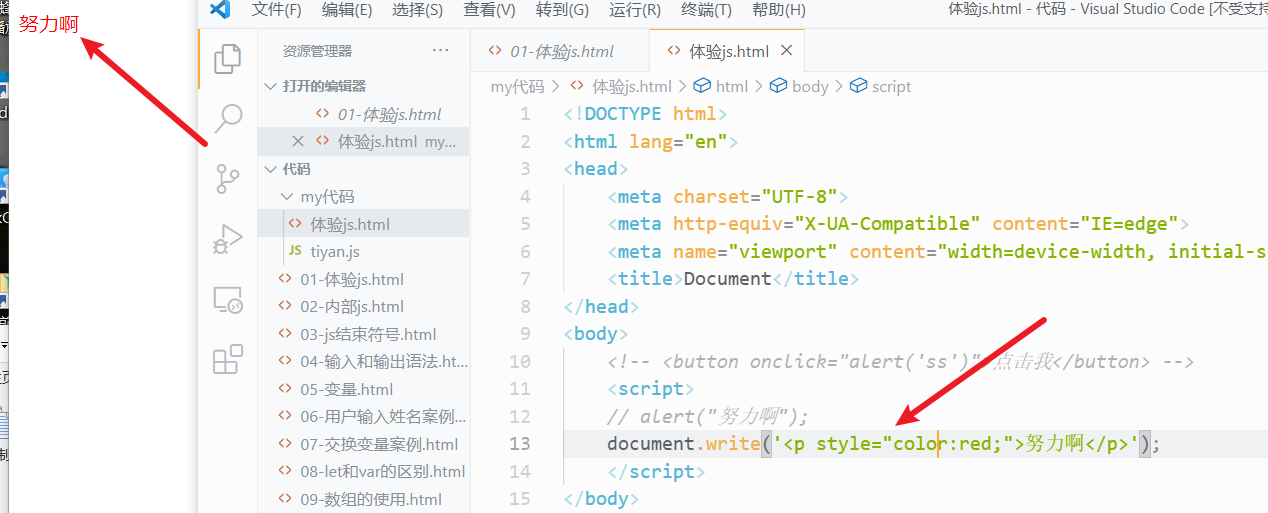 努力啊
文件(F) 编辑(E) 选择(S) 查看(V) 转到(G) 运行(R) 终端(T) 帮助(H) 体验js.html - 代码 - Visual Studio Code [不受支持
资源管理器 ···
01-体验js.html
体验js.html
打开的编辑器
01-体验js.html
体验js.html my...
代码
my代码
体验js.html
JS tiyan.js
01-体验js.html
02-内部js.html
03-js结束符号.html
04-输入和输出语法.ht...
05-变量.html
06-用户输入姓名案例...
07-交换变量案例.html
08-let和var的区别.html
09-数组的使用.html
my代码 > 体验js.html > html > body > script
1 <!DOCTYPE html>
2 <html lang="en">
3 <head>
4 <meta charset="UTF-8">
5 <meta http-equiv="X-UA-Compatible" content="IE=edge">
6 <meta name="viewport" content="width=device-width, initial-s
7 <title>Document</title>
8 </head>
9 <body>
10 <!-- <button onclick="alert('ss')">点击我</button> -->
11 <script>
12 // alert("努力啊");
13 document.write('<p style="color:red;">努力啊</p>');
14 </script>
15 </body>